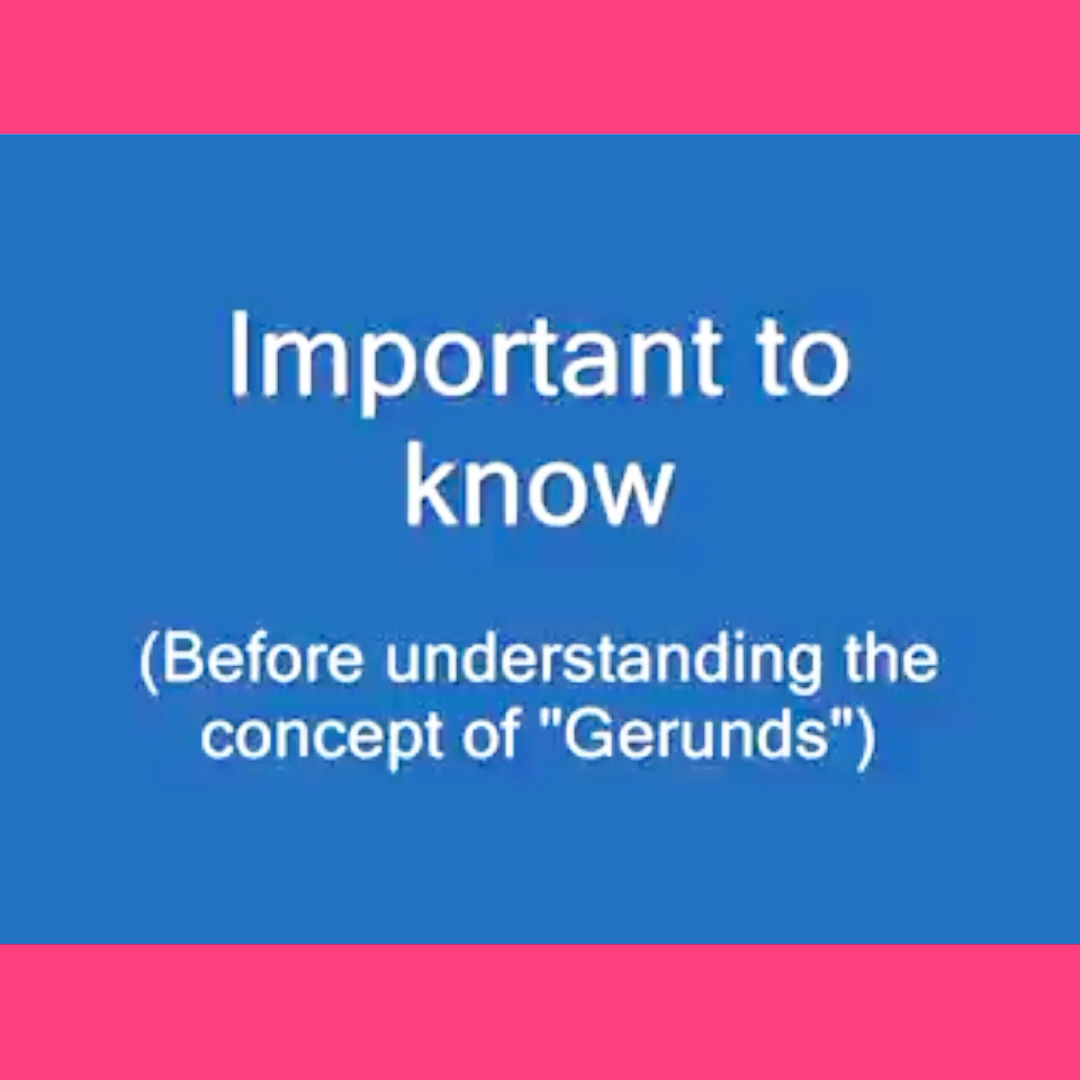 Important to
know
(Before understanding the
concept of "Gerunds")